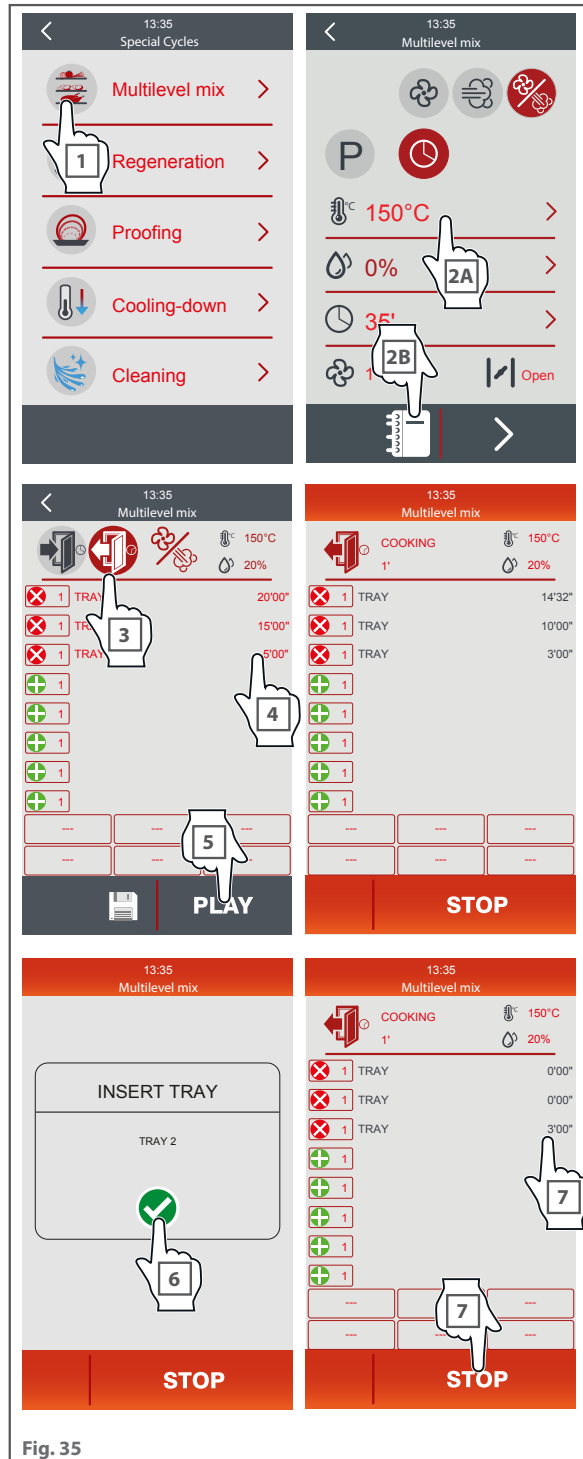 13:35
Special Cycles
Multilevel mix
1
Regeneration
Proofing
Cooling-down
Cleaning
13:35
Multilevel mix
P
°C 150°C
0%
2A
35'
2B
1
Open
13:35
Multilevel mix
°C 150°C
20%
1 TRAY 20'00"
1 TR 15'00"
1 TRAY 5'00"
3
1
4
1
1
1
1
--- --- ---
5
--- ---
PLAY
13:35
Multilevel mix
COOKING °C 150°C
1' 20%
1 TRAY 14'32"
1 TRAY 10'00"
1 TRAY 3'00"
1
1
1
1
1
--- --- ---
--- --- ---
STOP
13:35
Multilevel mix
INSERT TRAY
TRAY 2
6
STOP
13:35
Multilevel mix
COOKING °C 150°C
1' 20%
1 TRAY 0'00"
1 TRAY 0'00"
1 TRAY 3'00"
1
1
7
1
1
1
--- ---
7
--- --- ---
STOP
Fig. 35